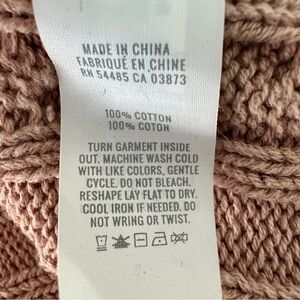 MADE IN CHINA
FABRIQUÉ EN CHINE
RN 54485 CA 03873
100% COTTON
100% COTON
TURN GARMENT INSIDE
OUT. MACHINE WASH COLD
WITH LIKE COLORS, GENTLE
CYCLE. DO NOT BLEACH.
RESHAPE LAY FLAT TO DRY.
COOL IRON IF NEEDED. DO
NOT WRING OR TWIST.